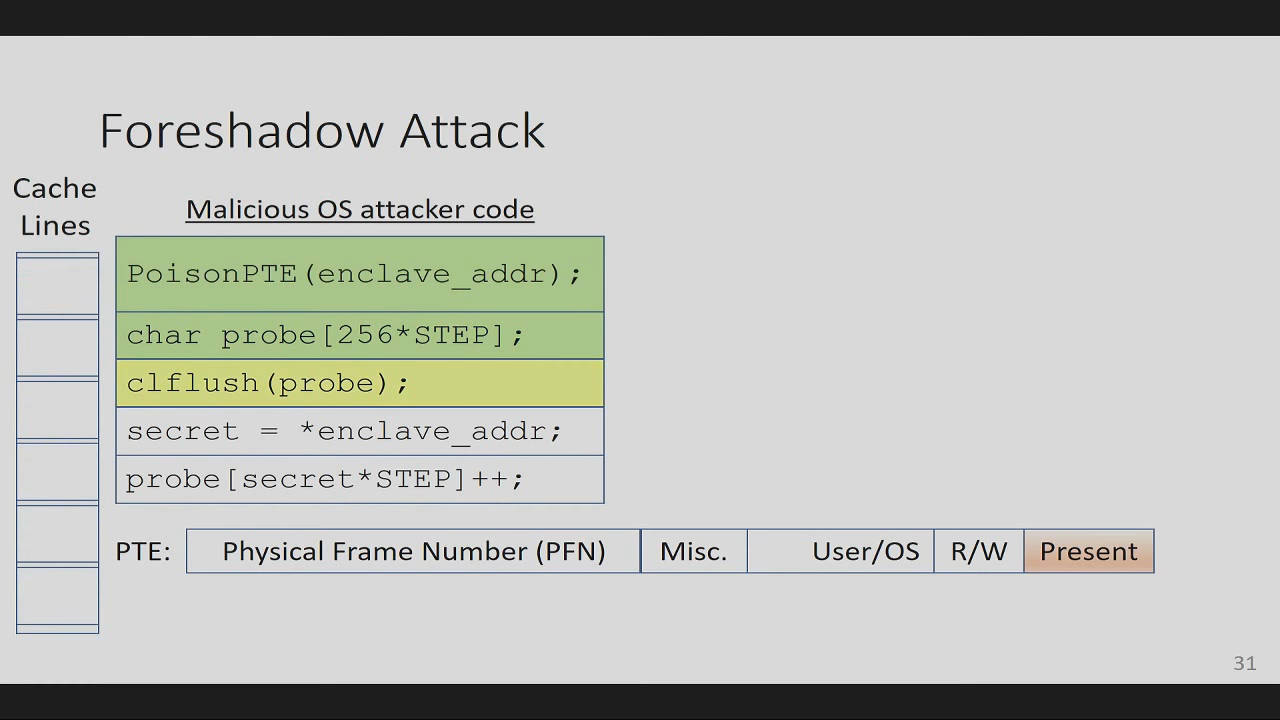 Foreshadow Attack
Cache
Lines
Malicious OS attacker code
PoisonPTE(enclave_addr);
char probe[256*STEP];
clflush(probe);
secret = *enclave_addr;
probe[secret*STEP]++;
PTE: Physical Frame Number (PFN) Misc. User/OS R/W Present
31